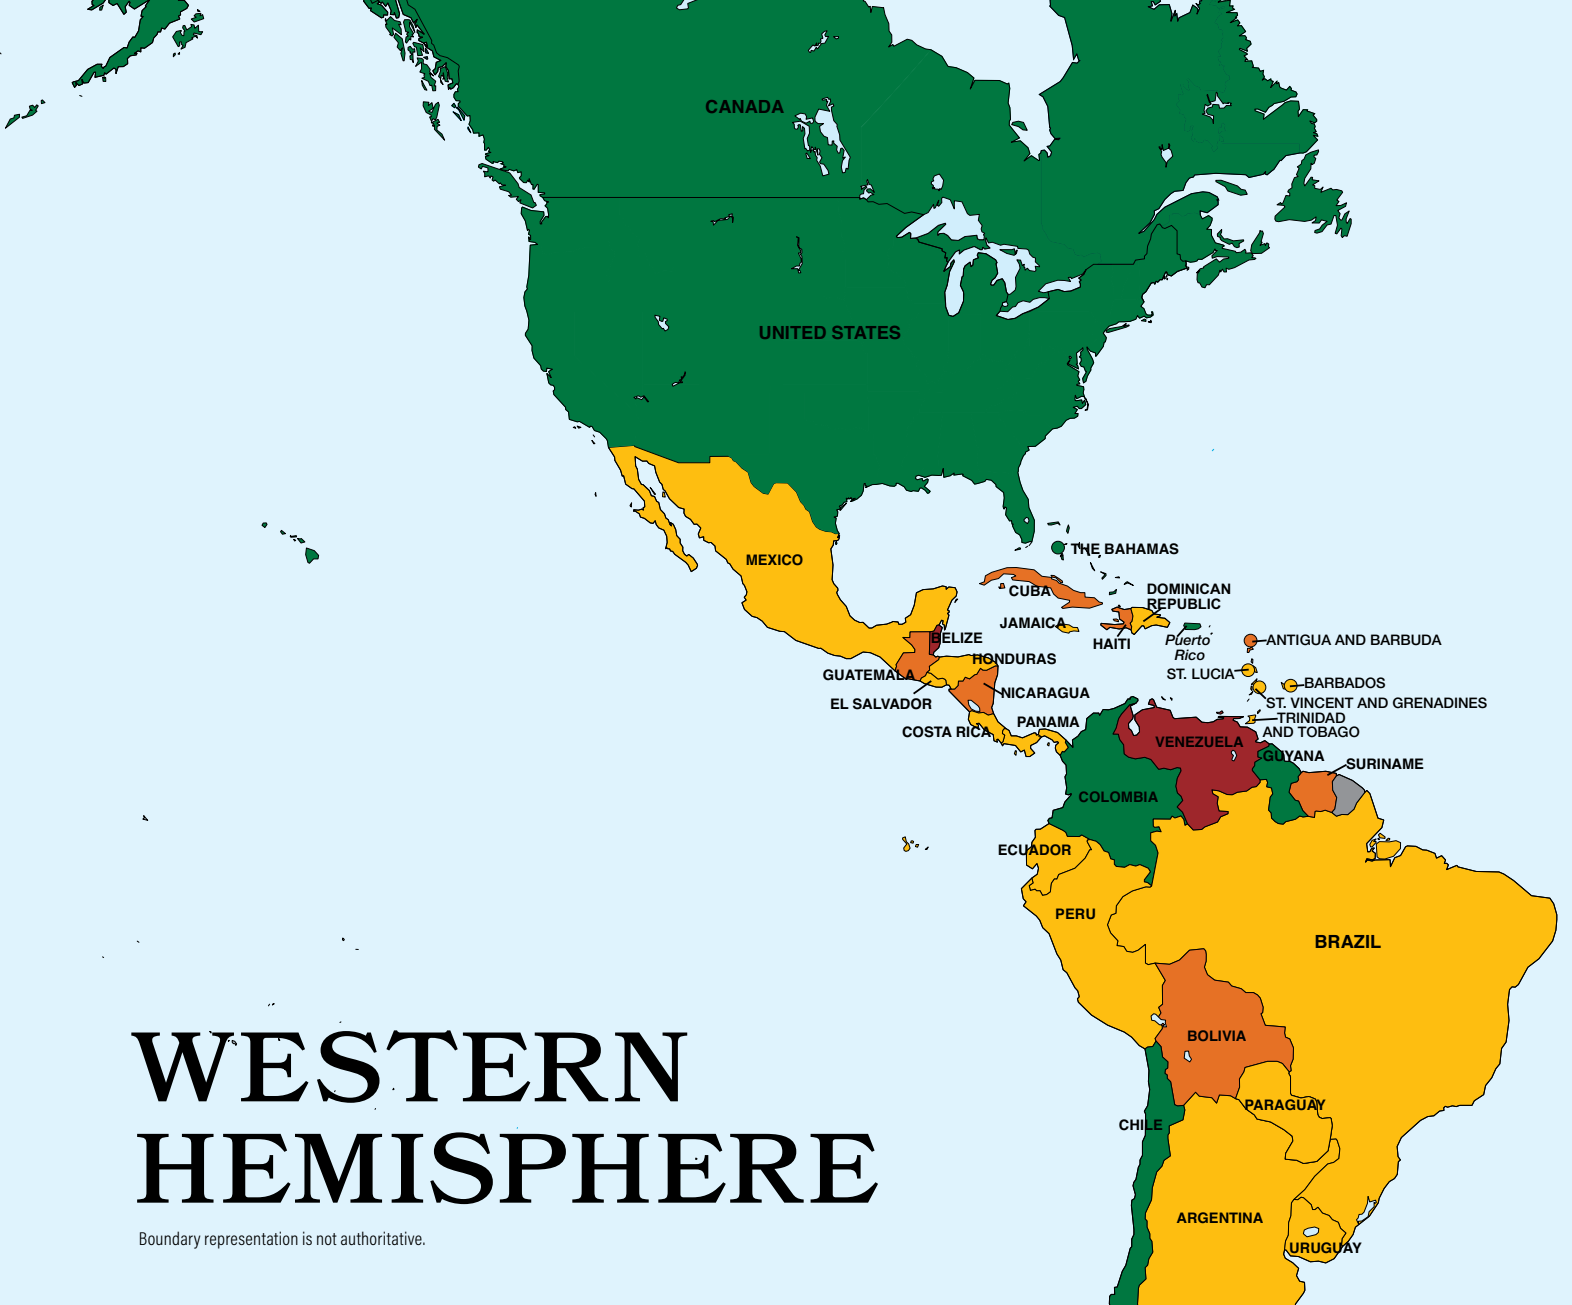 CANADA
UNITED STATES
MEXICO
THE BAHAMAS
CUBA
DOMINICAN
REPUBLIC
JAMAICA
HAITI
Puerto
Rico
BELIZE
ANTIGUA AND BARBUDA
HONDURAS
GUATEMALA
ST. LUCIA
BARBADOS
NICARAGUA
EL SALVADOR
ST. VINCENT AND GRENADINES
TRINIDAD
AND TOBAGO
PANAMA
COSTA RICA
VENEZUELA
GUYANA
SURINAME
COLOMBIA
ECUADOR
PERU
BRAZIL
BOLIVIA
PARAGUAY
CHILE
ARGENTINA
URUGUAY
WESTERN
HEMISPHERE
Boundary representation is not authoritative.